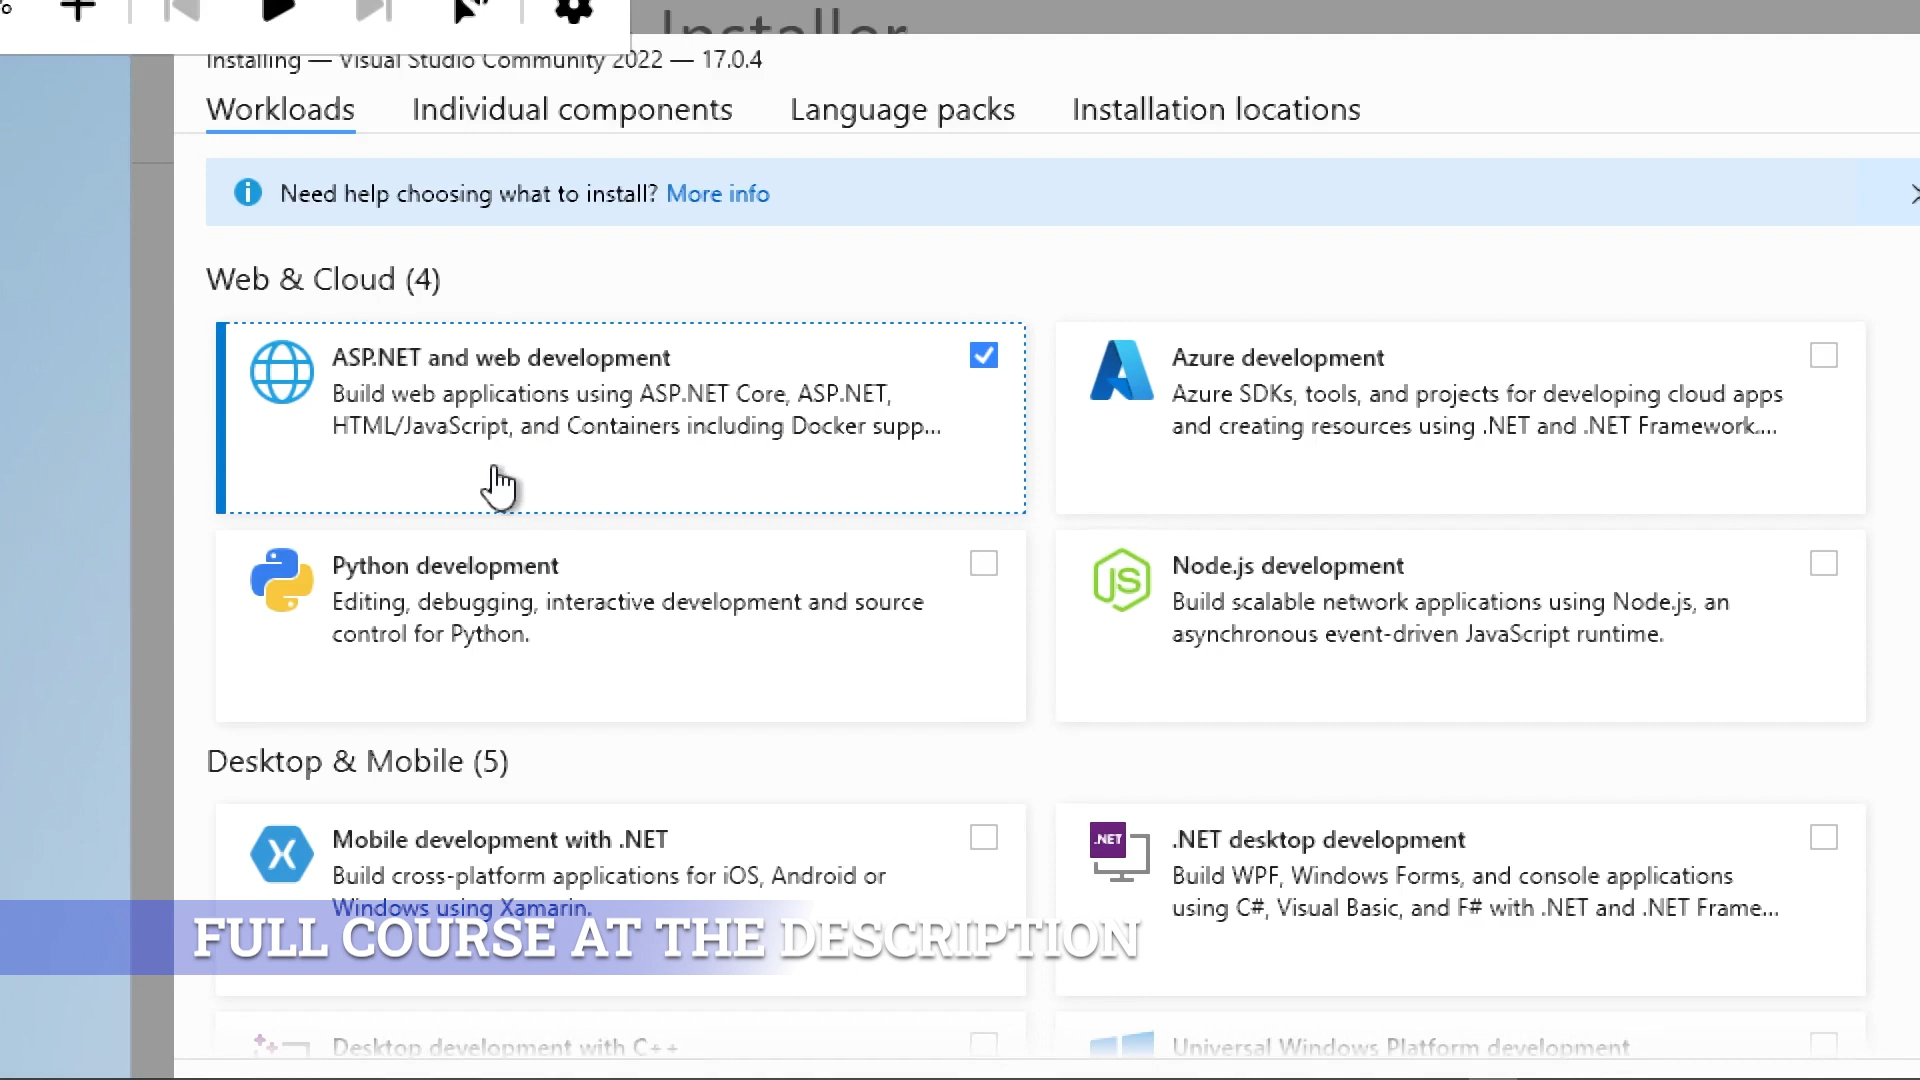 Installer
Installing — Visual Studio Community 2022 — 17.0.4
Workloads
Individual components
Language packs
Installation locations
Need help choosing what to install? More info
Web & Cloud (4)
ASP.NET and web development
Build web applications using ASP.NET Core, ASP.NET,
HTML/JavaScript, and Containers including Docker supp...
Azure development
Azure SDKs, tools, and projects for developing cloud apps
and creating resources using .NET and .NET Framework....
Python development
Editing, debugging, interactive development and source
control for Python.
Node.js development
Build scalable network applications using Node.js, an
asynchronous event-driven JavaScript runtime.
Desktop & Mobile (5)
Mobile development with .NET
Build cross-platform applications for iOS, Android or
Windows using Xamarin.
.NET desktop development
Build WPF, Windows Forms, and console applications
using C#, Visual Basic, and F# with .NET and .NET Frame...
FULL COURSE AT THE DESCRIPTION
Desktop development with C++
Universal Windows Platform development